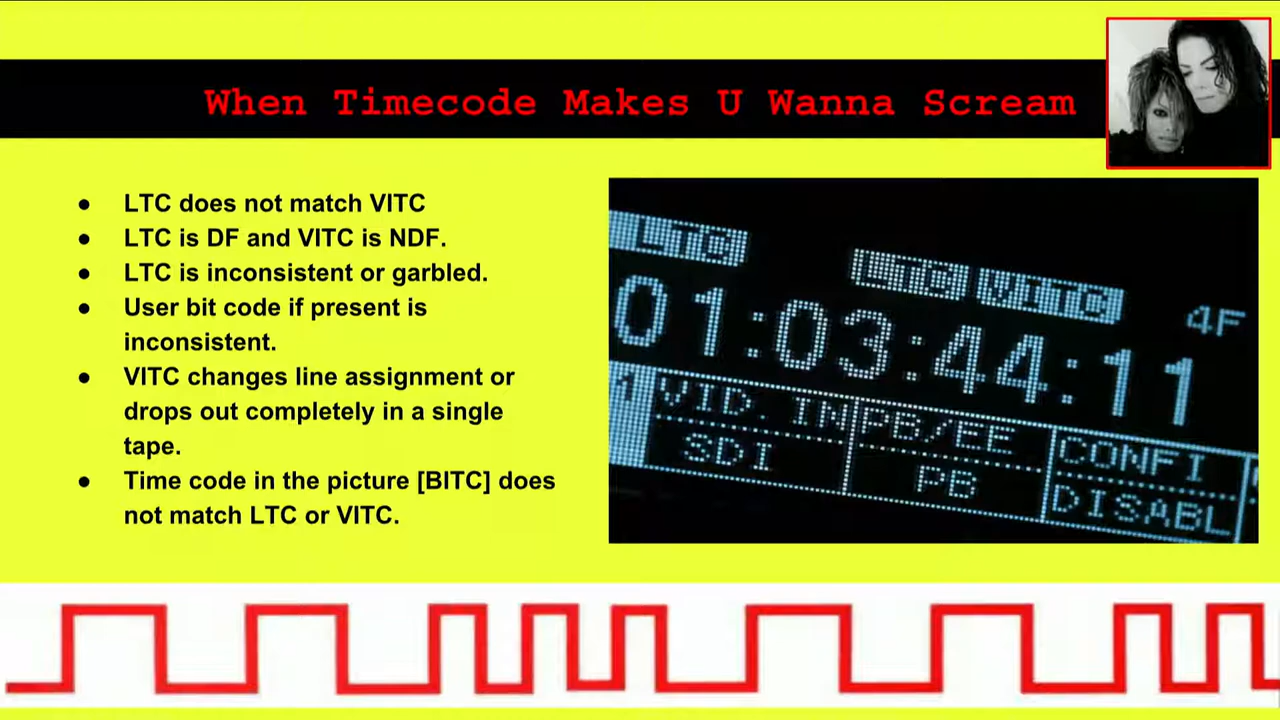 When Timecode Makes U Wanna Scream
● LTC does not match VITC
● LTC is DF and VITC is NDF.
● LTC is inconsistent or garbled.
● User bit code if present is
inconsistent.
● VITC changes line assignment or
drops out completely in a single
tape.
● Time code in the picture [BITC] does
not match LTC or VITC.
LTC LTC VITC 4F
01:03:44:11
1 VID. IN PB/EE CONFI
SDI PB DISABL